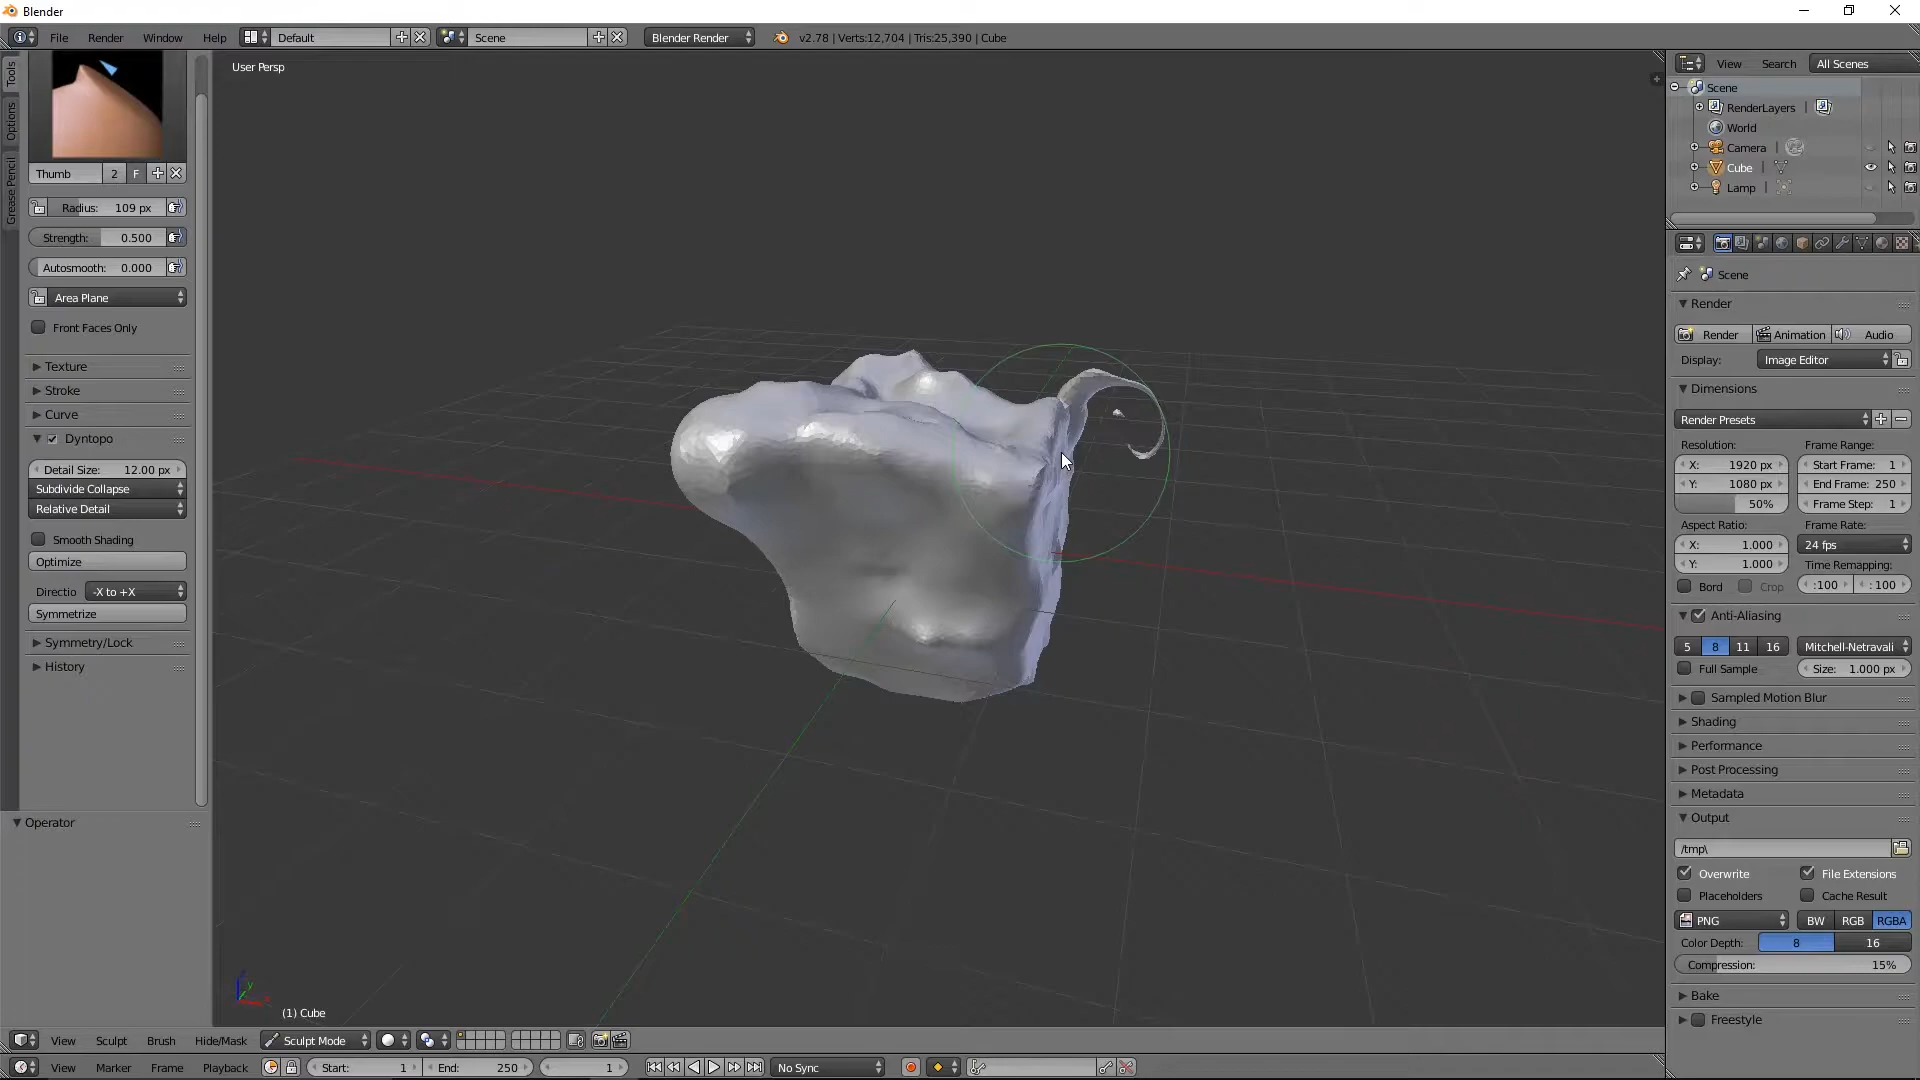 Blender
File Render Window Help Default Scene Blender Render v2.78 | Verts:12,704 | Tris:25,390 | Cube
Tools
Options
Grease Pencil
Thumb 2 F
Radius: 109 px
Strength: 0.500
Autosmooth: 0.000
Area Plane
Front Faces Only
Texture
Stroke
Curve
Dyntopo
Detail Size: 12.00 px
Subdivide Collapse
Relative Detail
Smooth Shading
Optimize
Directio -X to +X
Symmetrize
Symmetry/Lock
History
Operator
User Persp
(1) Cube
View Search All Scenes
Scene
RenderLayers |
World
Camera |
Cube |
Lamp |
Scene
Render
Render Animation Audio
Display: Image Editor
Dimensions
Render Presets
Resolution: Frame Range:
X: 1920 px Start Frame: 1
Y: 1080 px End Frame: 250
50% Frame Step: 1
Aspect Ratio: Frame Rate:
X: 1.000 24 fps
Y: 1.000 Time Remapping:
Bord Crop :100 : 100
Anti-Aliasing
5 8 11 16 Mitchell-Netravali
Full Sample Size: 1.000 px
Sampled Motion Blur
Shading
Performance
Post Processing
Metadata
Output
/tmp\
Overwrite File Extensions
Placeholders Cache Result
PNG BW RGB RGBA
Color Depth: 8 16
Compression: 15%
Bake
Freestyle
View Sculpt Brush Hide/Mask Sculpt Mode
View Marker Frame Playback Start: 1 End: 250 1 No Sync